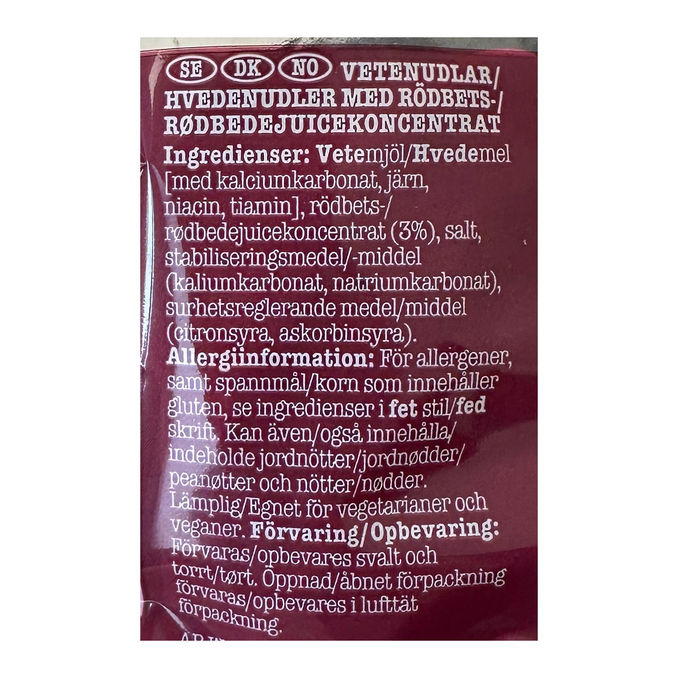 SE DK NO VETENUDLAR/
HVEDENUDLER MED RÖDBETS-/
RØDBEDEJUICEKONCENTRAT
Ingredienser: Vetemjöl/Hvedemel
[med kalciumkarbonat, järn,
niacin, tiamin], rödbets-/
rødbedejuicekoncentrat (3%), salt,
stabiliseringsmedel/-middel
(kaliumkarbonat, natriumkarbonat),
surhetsreglerande medel/middel
(citronsyra, askorbinsyra).
Allergiinformation: För allergener,
samt spannmål/korn som innehåller
gluten, se ingredienser i fet stil/fed
skrift. Kan även/også innehålla/
indeholde jordnötter/jordnødder/
peanøtter och nötter/nødder.
Lämplig/Egnet för vegetarianer och
veganer. Förvaring/Opbevaring:
Förvaras/opbevares svalt och
torrt/tørt. Öppnad/åbnet förpackning
förvaras/opbevares i lufttät
förpackning.